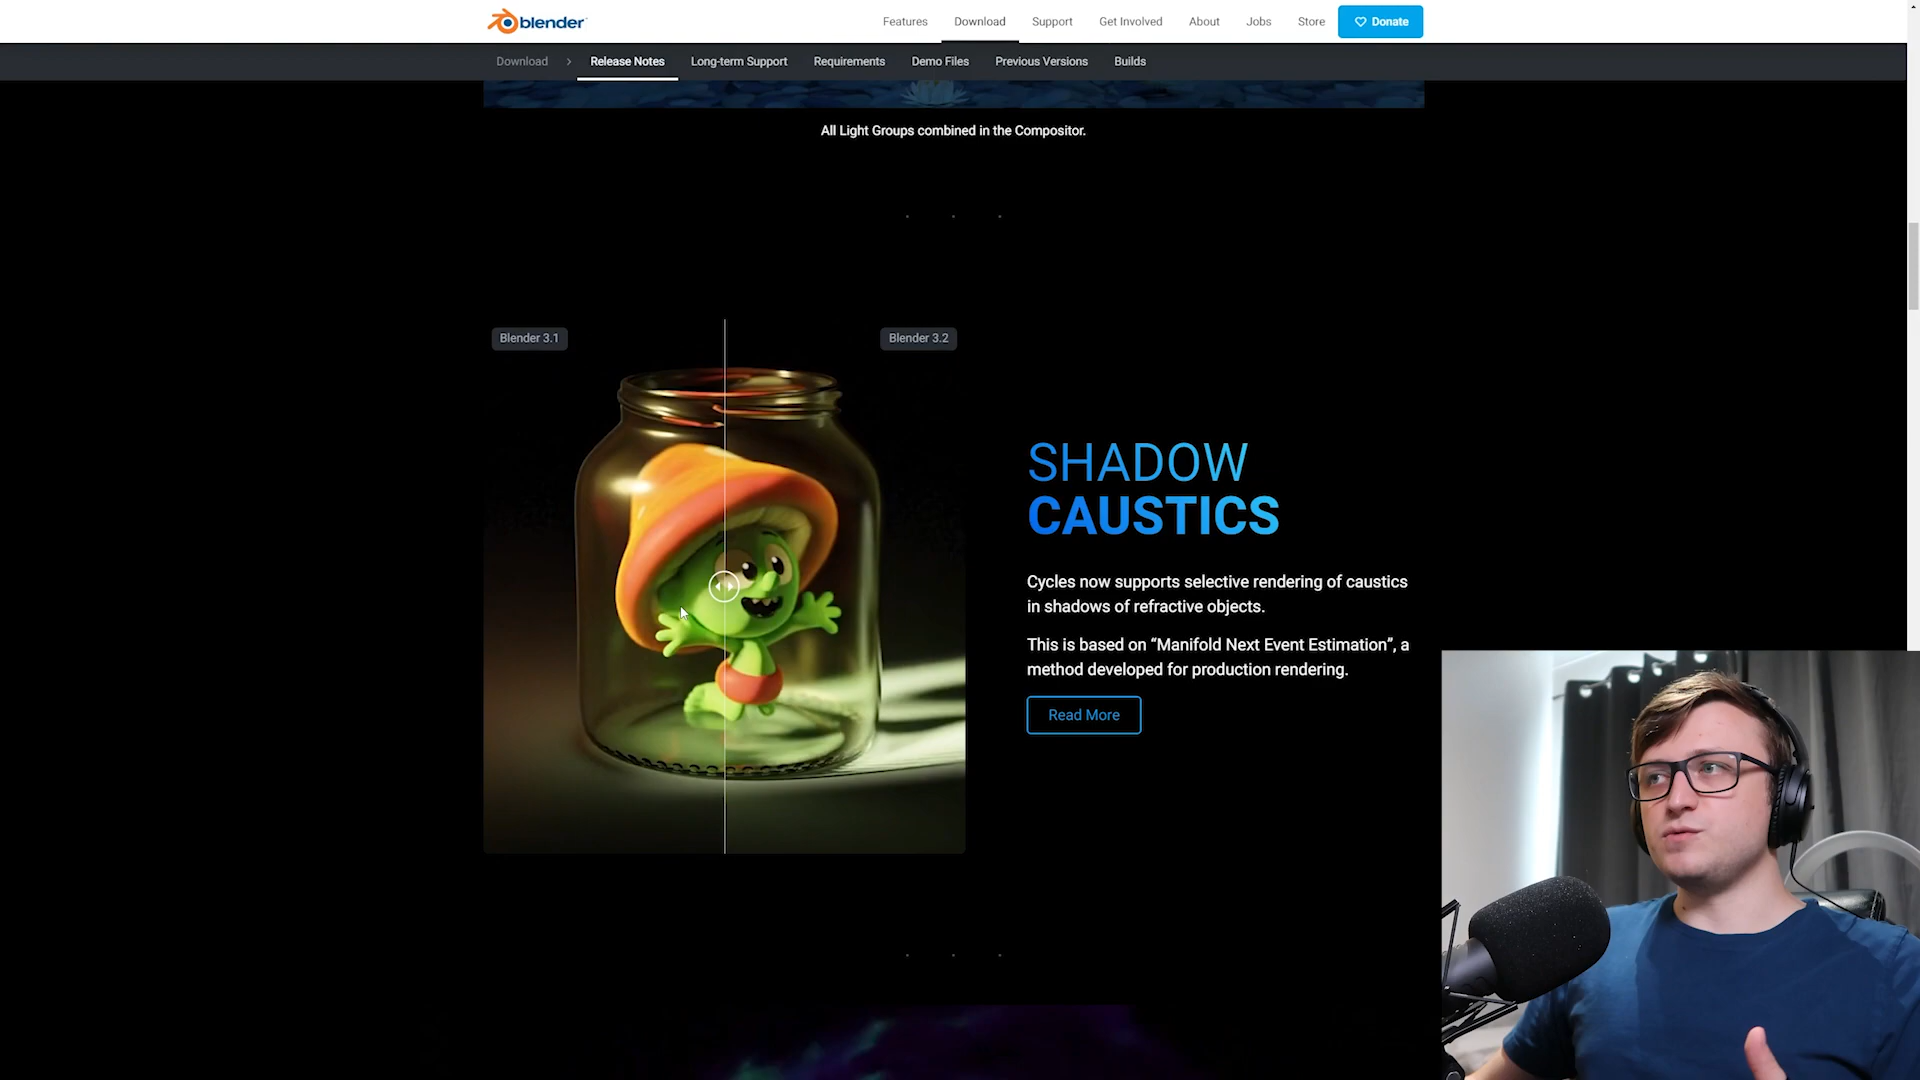 blender
Features
Download
Support
Get Involved
About
Jobs
Store
Donate
Download
Release Notes
Long-term Support
Requirements
Demo Files
Previous Versions
Builds
All Light Groups combined in the Compositor.
Blender 3.1
Blender 3.2
SHADOW
CAUSTICS
Cycles now supports selective rendering of caustics
in shadows of refractive objects.
This is based on “Manifold Next Event Estimation”, a
method developed for production rendering.
Read More